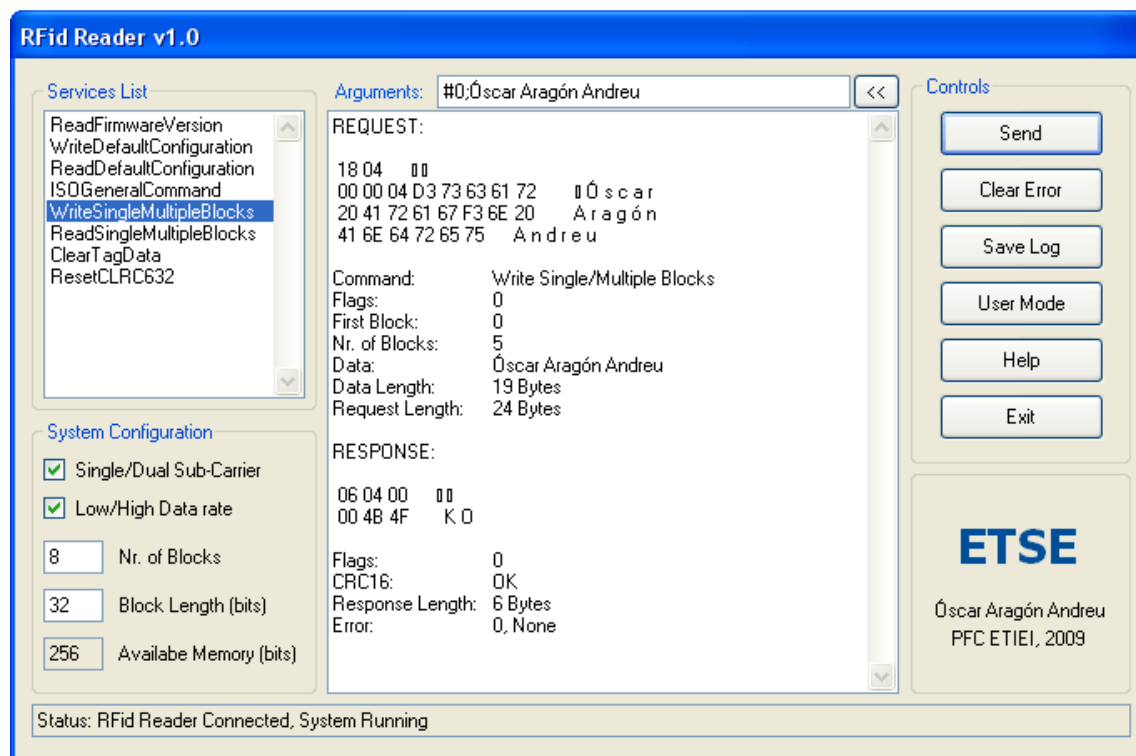 RFid Reader v1.0
Services List
ReadFirmwareVersion
WriteDefaultConfiguration
ReadDefaultConfiguration
ISOGeneralCommand
WriteSingleMultipleBlocks
ReadSingleMultipleBlocks
ClearTagData
ResetCLRC632
System Configuration
Single/Dual Sub-Carrier
Low/High Data rate
8 Nr. of Blocks
32 Block Length (bits)
256 Availabe Memory (bits)
Arguments: #0;Óscar Aragón Andreu <<
REQUEST:
18 04 ▯▯
00 00 04 D3 73 63 61 72 ▯Ó s c a r
20 41 72 61 67 F3 6E 20 A r a g ó n
41 6E 64 72 65 75 A n d r e u
Command: Write Single/Multiple Blocks
Flags: 0
First Block: 0
Nr. of Blocks: 5
Data: Óscar Aragón Andreu
Data Length: 19 Bytes
Request Length: 24 Bytes
RESPONSE:
06 04 00 ▯▯
00 4B 4F K O
Flags: 0
CRC16: OK
Response Length: 6 Bytes
Error: 0, None
Controls
Send
Clear Error
Save Log
User Mode
Help
Exit
ETSE
Óscar Aragón Andreu
PFC ETIEI, 2009
Status: RFid Reader Connected, System Running